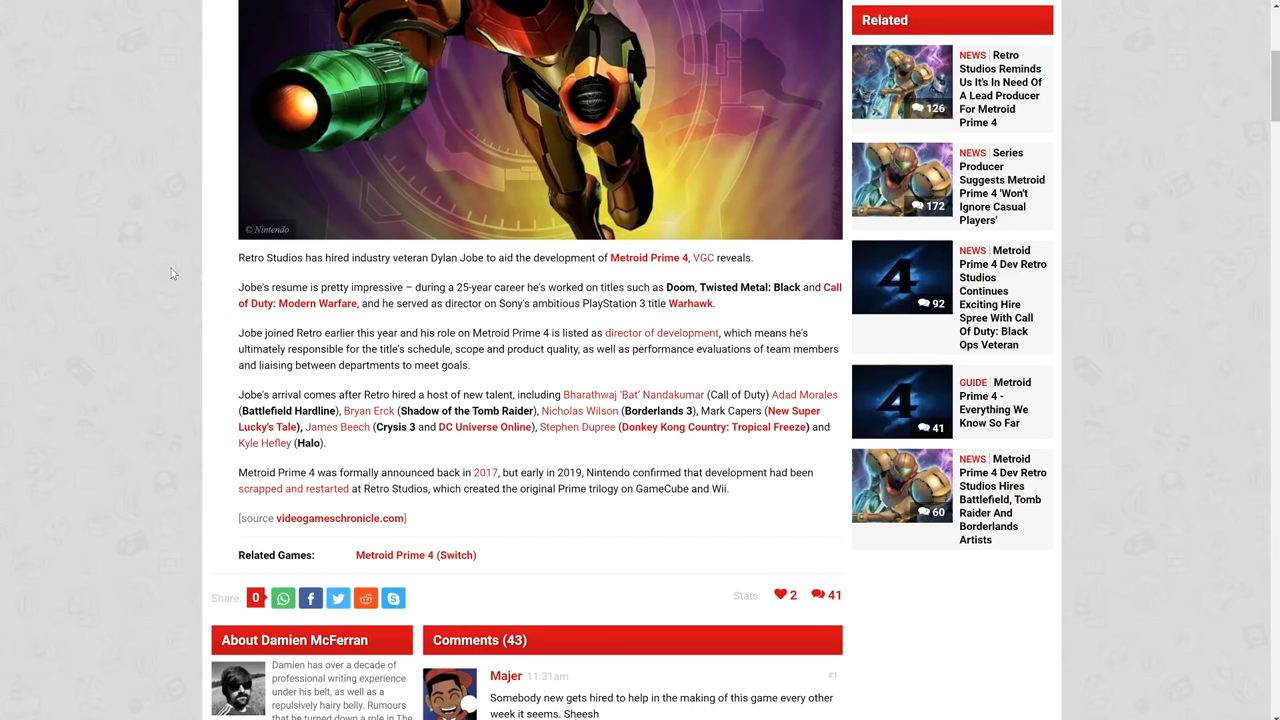 © Nintendo
Retro Studios has hired industry veteran Dylan Jobe to aid the development of Metroid Prime 4, VGC reveals.
Jobe's resume is pretty impressive – during a 25-year career he's worked on titles such as Doom, Twisted Metal: Black and Call
of Duty: Modern Warfare, and he served as director on Sony's ambitious PlayStation 3 title Warhawk.
Jobe joined Retro earlier this year and his role on Metroid Prime 4 is listed as director of development, which means he's
ultimately responsible for the title's schedule, scope and product quality, as well as performance evaluations of team members
and liaising between departments to meet goals.
Jobe's arrival comes after Retro hired a host of new talent, including Bharathwaj 'Bat' Nandakumar (Call of Duty) Adad Morales
(Battlefield Hardline), Bryan Erck (Shadow of the Tomb Raider), Nicholas Wilson (Borderlands 3), Mark Capers (New Super
Lucky's Tale), James Beech (Crysis 3 and DC Universe Online), Stephen Dupree (Donkey Kong Country: Tropical Freeze) and
Kyle Hefley (Halo).
Metroid Prime 4 was formally announced back in 2017, but early in 2019, Nintendo confirmed that development had been
scrapped and restarted at Retro Studios, which created the original Prime trilogy on GameCube and Wii.
[source videogameschronicle.com]
Related Games: Metroid Prime 4 (Switch)
Share: 0
Stats: 2 41
About Damien McFerran
Damien has over a decade of
professional writing experience
under his belt, as well as a
repulsively hairy belly. Rumours
that he turned down a role in The
Comments (43)
Majer 11:31am #1
Somebody new gets hired to help in the making of this game every other
week it seems. Sheesh
Related
NEWS Retro
Studios Reminds
Us It's In Need Of
A Lead Producer
For Metroid
Prime 4
126
NEWS Series
Producer
Suggests Metroid
Prime 4 'Won't
Ignore Casual
Players'
172
NEWS Metroid
Prime 4 Dev Retro
Studios
Continues
Exciting Hire
Spree With Call
Of Duty: Black
Ops Veteran
4
92
GUIDE Metroid
Prime 4 -
Everything We
Know So Far
4
41
NEWS Metroid
Prime 4 Dev Retro
Studios Hires
Battlefield, Tomb
Raider And
Borderlands
Artists
60